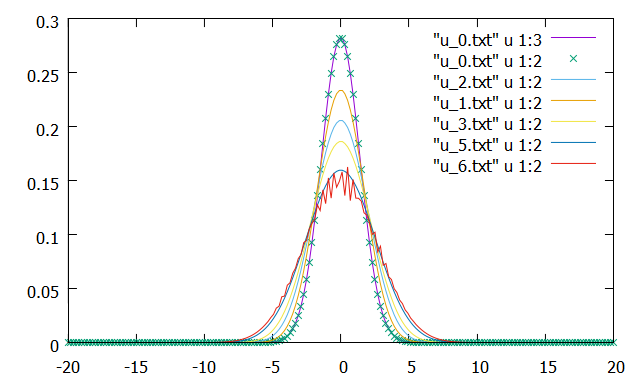 0.3
0.25
0.2
0.15
0.1
0.05
0
-20
-15
-10
-5
0
5
10
15
20
"u_0.txt" u 1:3
"u_0.txt" u 1:2
"u_2.txt" u 1:2
"u_1.txt" u 1:2
"u_3.txt" u 1:2
"u_5.txt" u 1:2
"u_6.txt" u 1:2